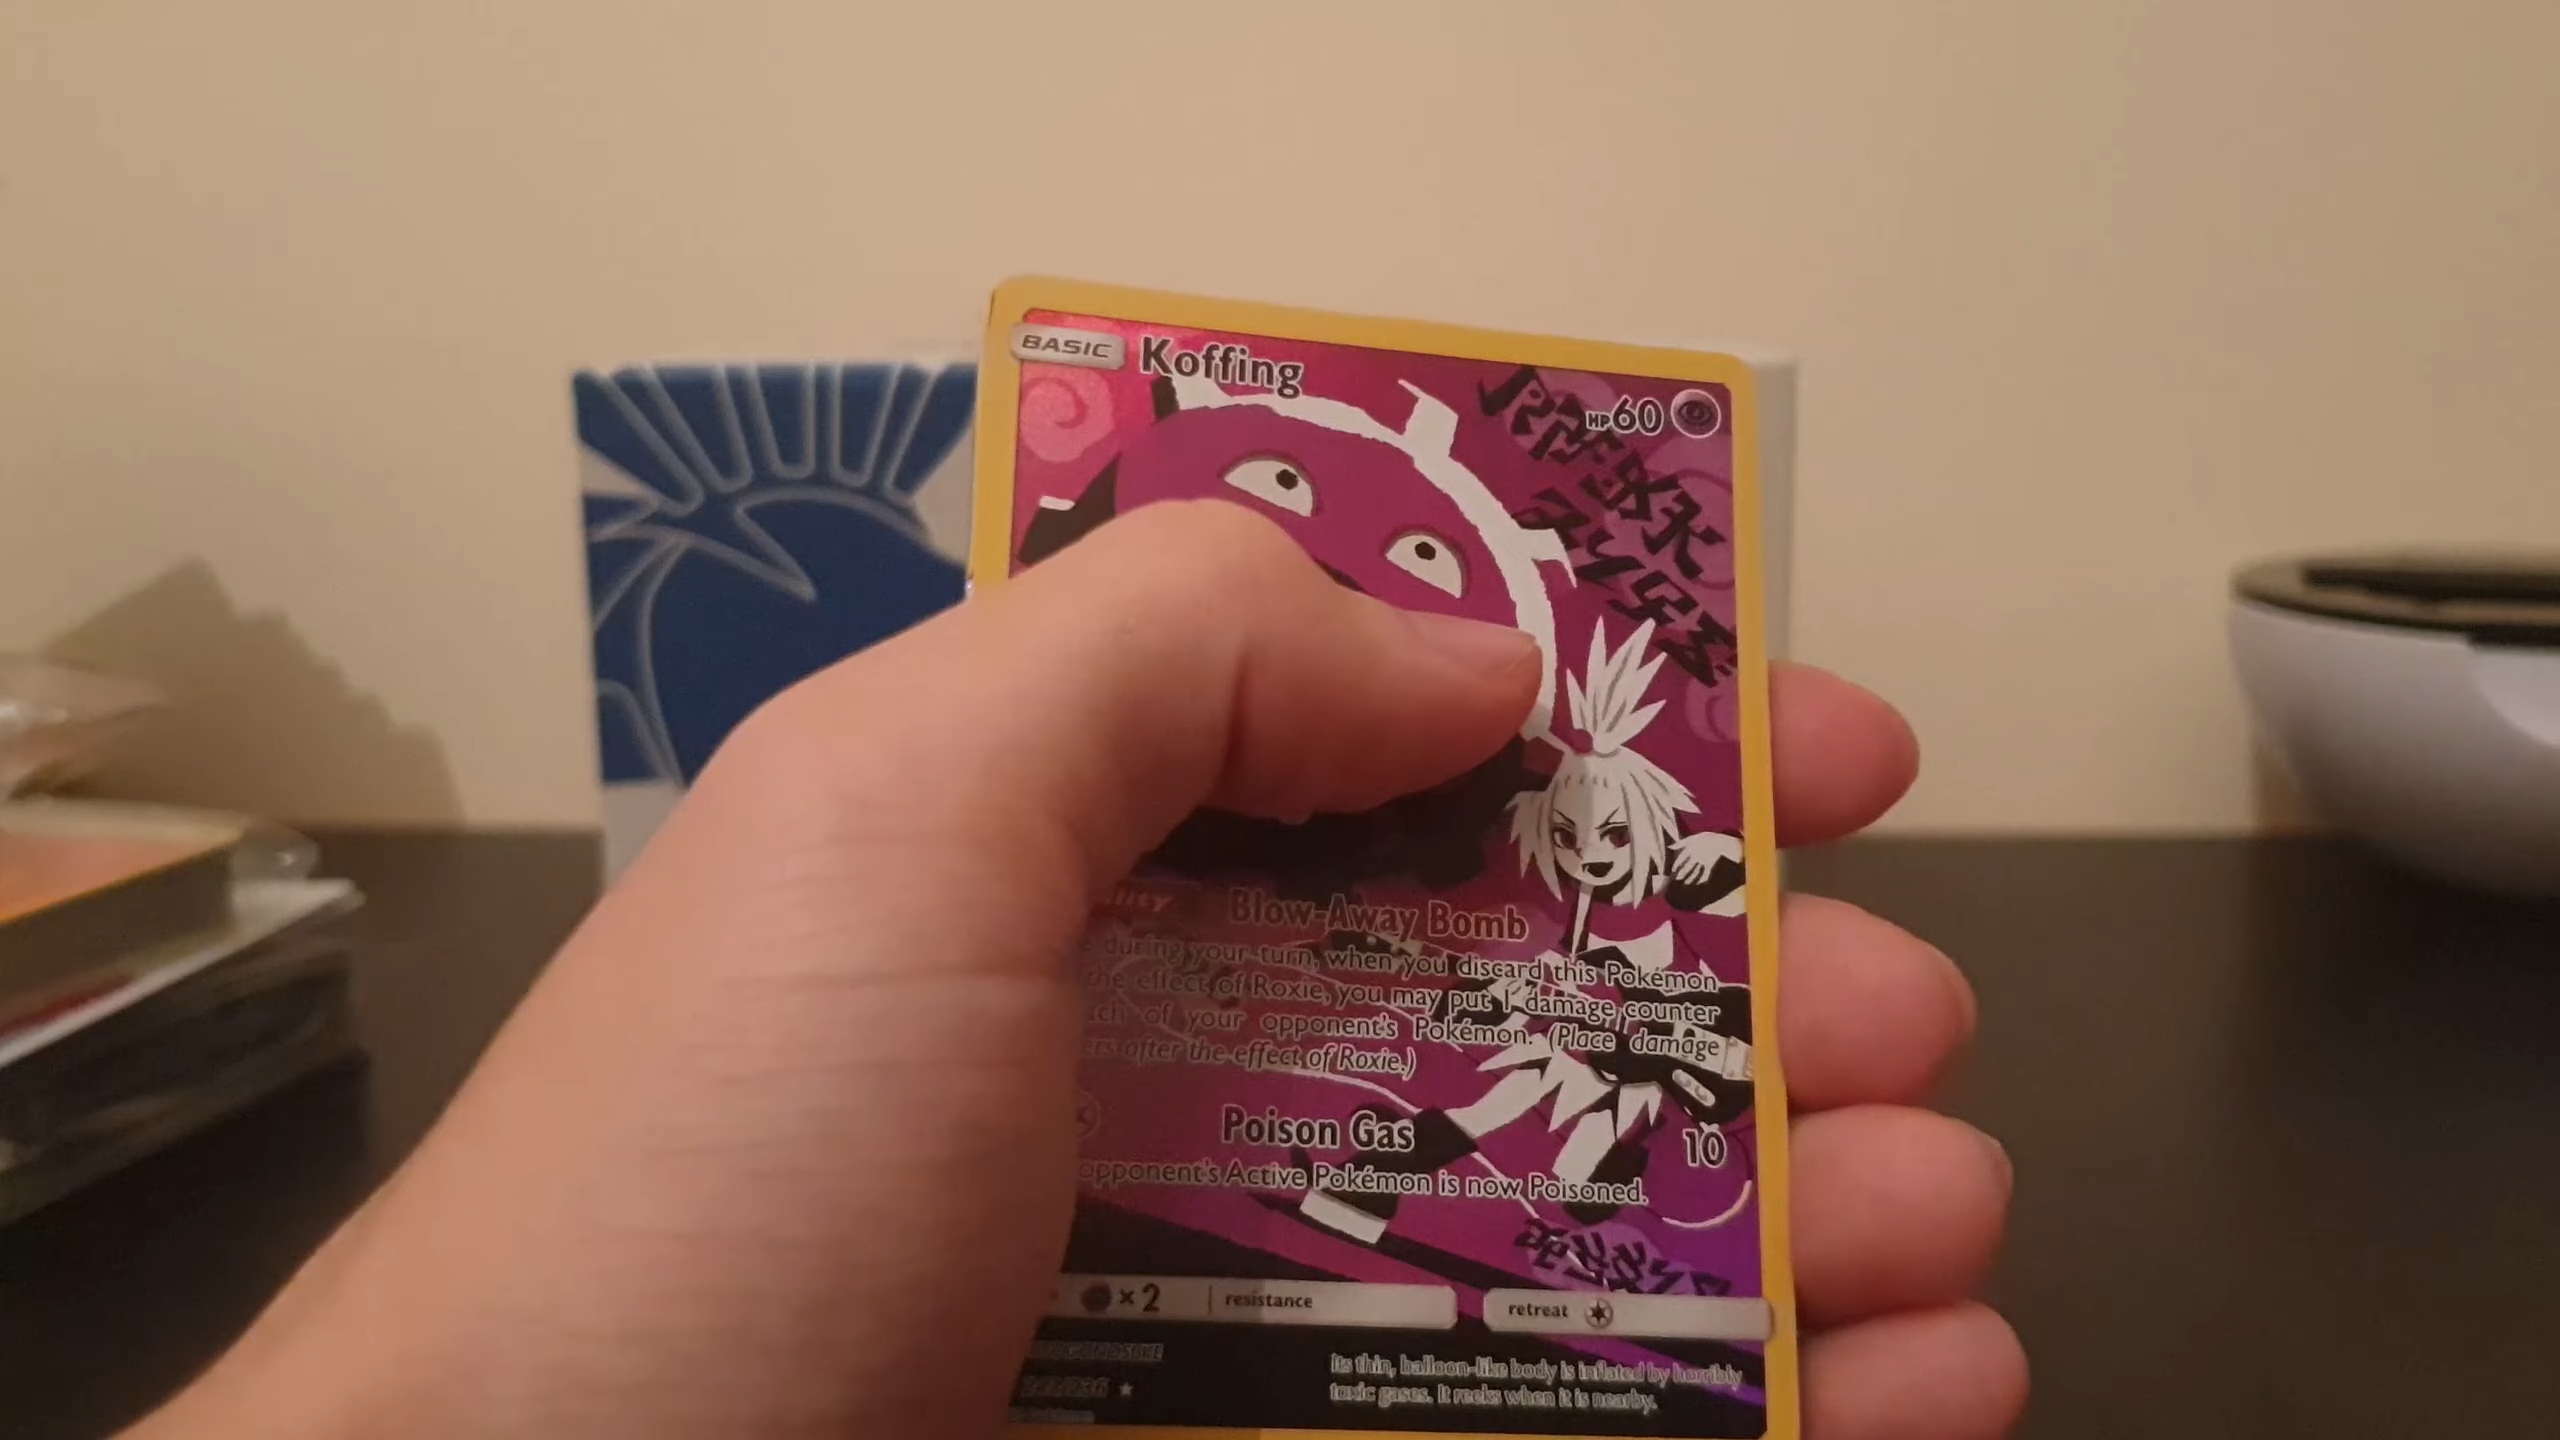 BASIC Koffing HP60
Blow-Away Bomb
during your turn, when you discard this Pokémon
the effect of Roxie, you may put 1 damage counter
of your opponent's Pokémon. (Place damage
after the effect of Roxie.)
Poison Gas 10
opponent's Active Pokémon is now Poisoned.
×2 resistance retreat
Its thin, balloon-like body is inflated by horribly
toxic gases. It reeks when it is nearby.